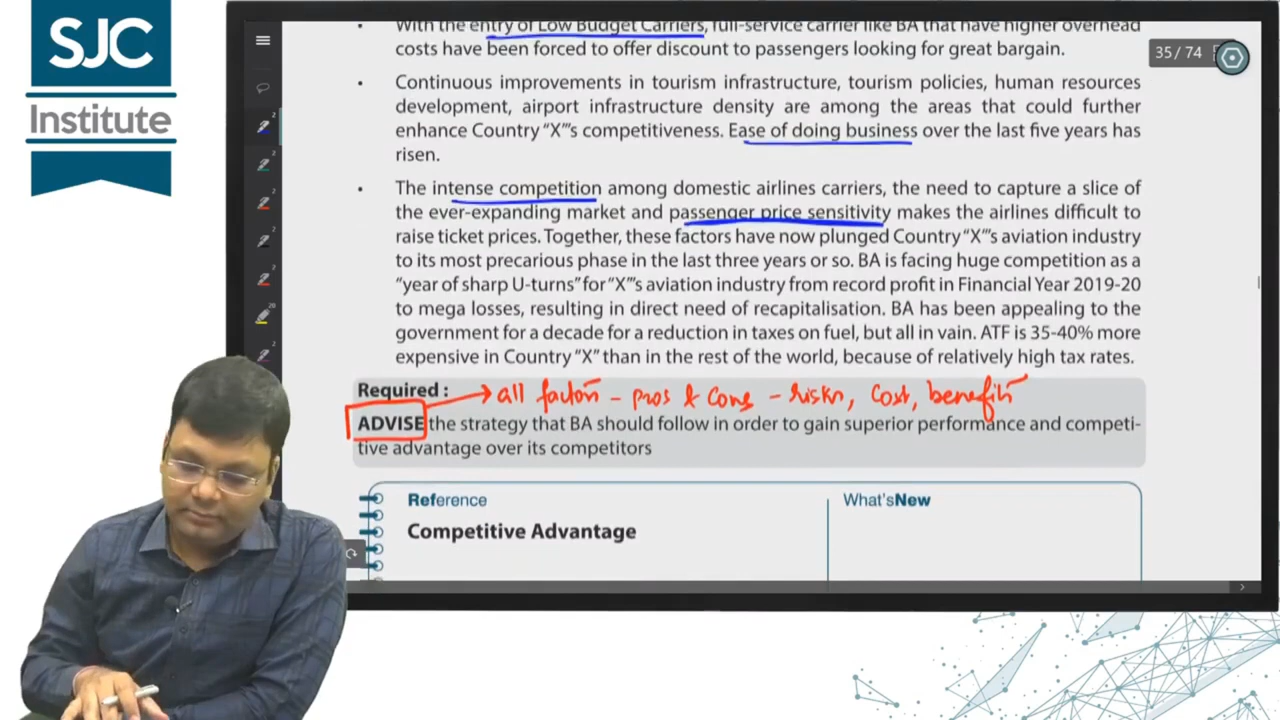 SJC
Institute
With the entry of Low Budget Carriers, full-service carrier like BA that have higher overhead
costs have been forced to offer discount to passengers looking for great bargain.
35 / 74
• Continuous improvements in tourism infrastructure, tourism policies, human resources
development, airport infrastructure density are among the areas that could further
enhance Country "X"'s competitiveness. Ease of doing business over the last five years has
risen.
• The intense competition among domestic airlines carriers, the need to capture a slice of
the ever-expanding market and passenger price sensitivity makes the airlines difficult to
raise ticket prices. Together, these factors have now plunged Country "X"'s aviation industry
to its most precarious phase in the last three years or so. BA is facing huge competition as a
"year of sharp U-turns" for "X"'s aviation industry from record profit in Financial Year 2019-20
to mega losses, resulting in direct need of recapitalisation. BA has been appealing to the
government for a decade for a reduction in taxes on fuel, but all in vain. ATF is 35-40% more
expensive in Country "X" than in the rest of the world, because of relatively high tax rates.
Required : all factors - pros & cons - risks, cost, benefits
ADVISE the strategy that BA should follow in order to gain superior performance and competi-
tive advantage over its competitors
Reference What'sNew
Competitive Advantage